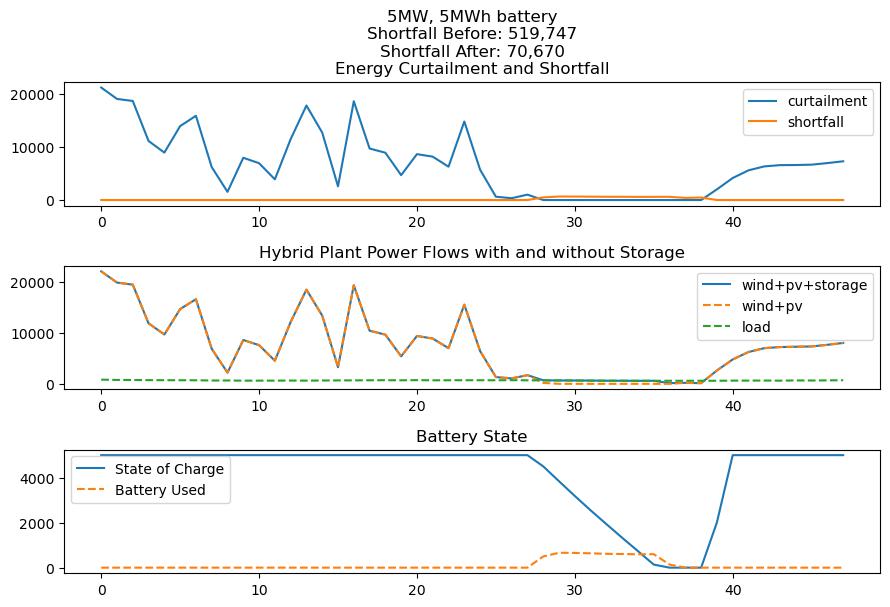 5MW, 5MWh battery
Shortfall Before: 519,747
Shortfall After: 70,670
Energy Curtailment and Shortfall
20000
10000
0
curtailment
shortfall
0 10 20 30 40
Hybrid Plant Power Flows with and without Storage
20000
10000
0
wind+pv+storage
wind+pv
load
0 10 20 30 40
Battery State
4000
2000
0
State of Charge
Battery Used
0 10 20 30 40